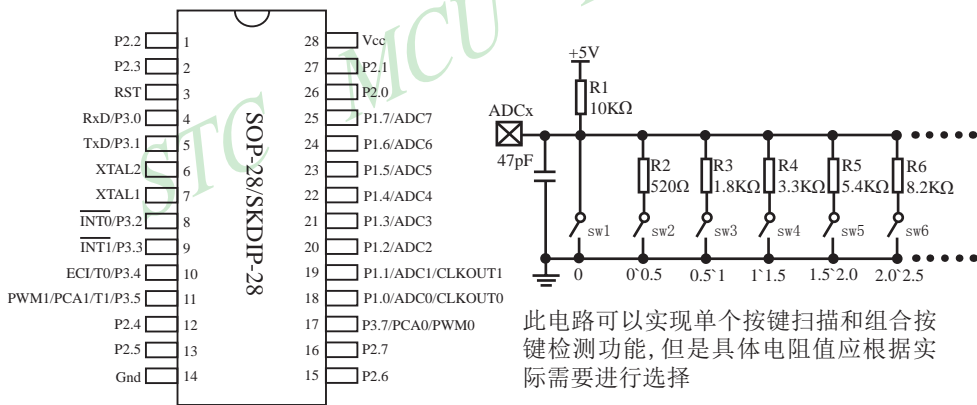 STC MCU
P2.2 1
P2.3 2
RST 3
RxD/P3.0 4
TxD/P3.1 5
XTAL2 6
XTAL1 7
INT0/P3.2 8
INT1/P3.3 9
ECI/T0/P3.4 10
PWM1/PCA1/T1/P3.5 11
P2.4 12
P2.5 13
Gnd 14
SOP-28/SKDIP-28
28 Vcc
27 P2.1
26 P2.0
25 P1.7/ADC7
24 P1.6/ADC6
23 P1.5/ADC5
22 P1.4/ADC4
21 P1.3/ADC3
20 P1.2/ADC2
19 P1.1/ADC1/CLKOUT1
18 P1.0/ADC0/CLKOUT0
17 P3.7/PCA0/PWM0
16 P2.7
15 P2.6
+5V
R1
10KΩ
ADCx
47pF
R2
520Ω
R3
1.8KΩ
R4
3.3KΩ
R5
5.4KΩ
R6
8.2KΩ
sw1 sw2 sw3 sw4 sw5 sw6
0 0`0.5 0.5`1 1`1.5 1.5`2.0 2.0`2.5
此电路可以实现单个按键扫描和组合按
键检测功能,但是具体电阻值应根据实
际需要进行选择